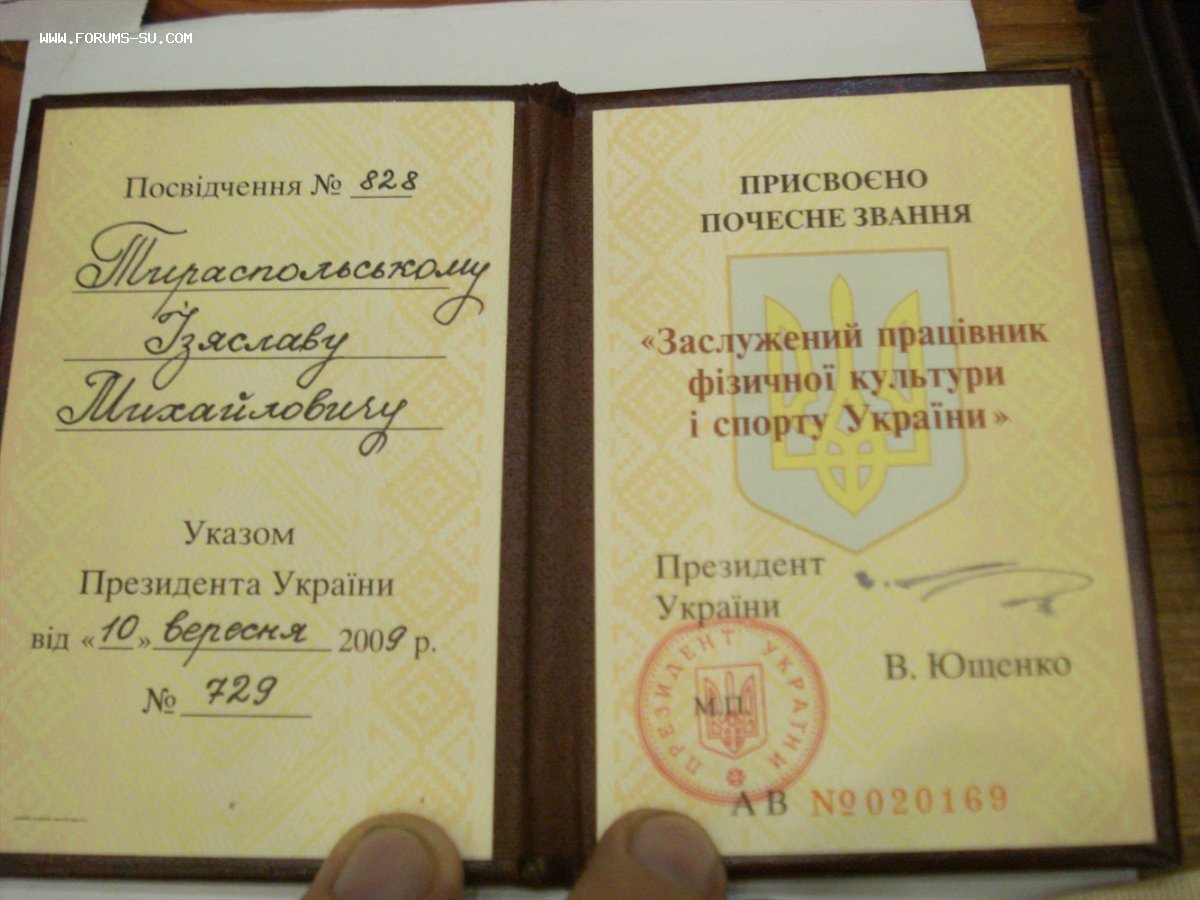 WWW.FORUMS-SU.COM
Посвідчення № 828
Тираспольському
Ізяславу
Михайловичу
Указом
Президента України
від «10» вересня 2009 р.
№ 729
ПРИСВОЄНО
ПОЧЕСНЕ ЗВАННЯ
«Заслужений працівник
фізичної культури
і спорту України»
Президент
України
В. Ющенко
ПРЕЗИДЕНТ УКРАЇНИ
М.П.
АВ №020169